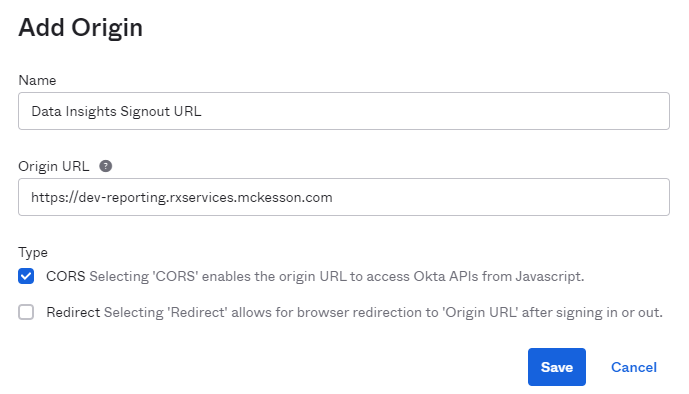 Add Origin
Name
Data Insights Signout URL
Origin URL ?
https://dev-reporting.rxservices.mckesson.com
Type
CORS Selecting 'CORS' enables the origin URL to access Okta APIs from Javascript.
Redirect Selecting 'Redirect' allows for browser redirection to 'Origin URL' after signing in or out.
Save Cancel